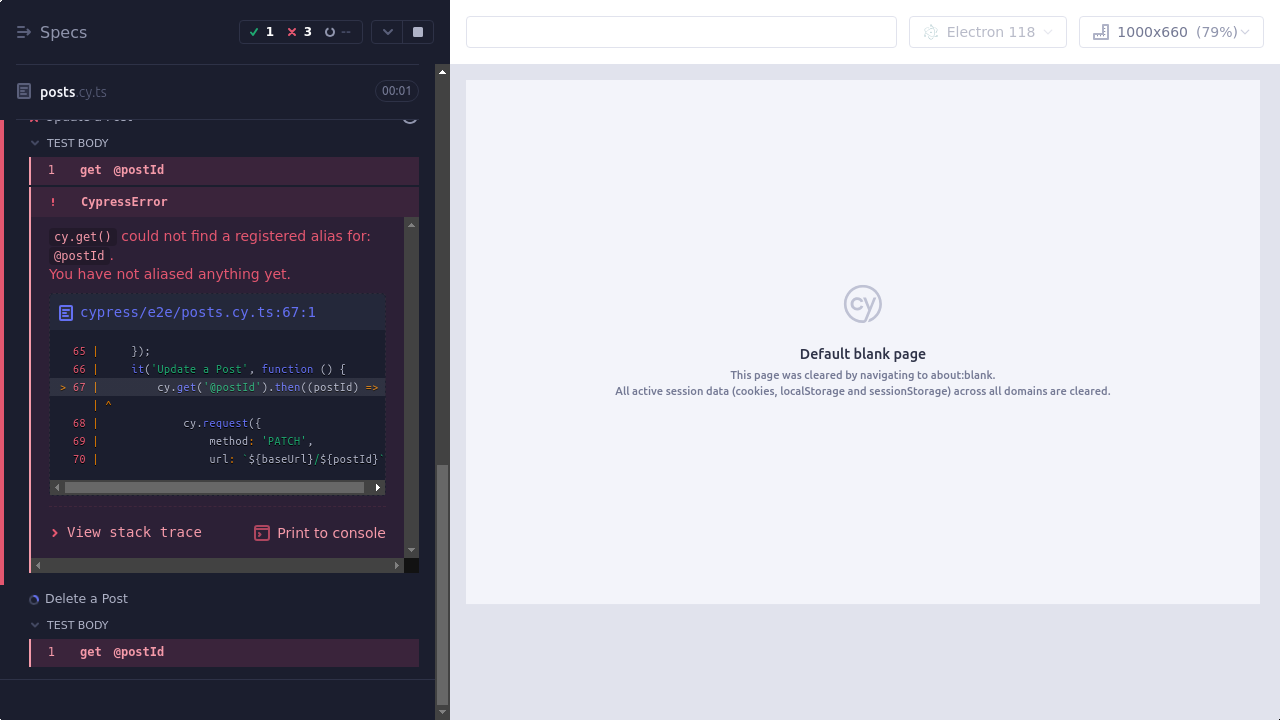 Specs
1
3
--
Electron 118
1000x660 (79%)
posts.cy.ts
00:01
Update a Post
TEST BODY
1 get @postId
! CypressError
cy.get() could not find a registered alias for:
@postId .
You have not aliased anything yet.
cypress/e2e/posts.cy.ts:67:1
65 | });
66 | it('Update a Post', function () {
> 67 | cy.get('@postId').then((postId) =>
| ^
68 | cy.request({
69 | method: 'PATCH',
70 | url: `${baseUrl}/${postId}`
View stack trace
Print to console
Delete a Post
TEST BODY
1 get @postId
cy
Default blank page
This page was cleared by navigating to about:blank.
All active session data (cookies, localStorage and sessionStorage) across all domains are cleared.